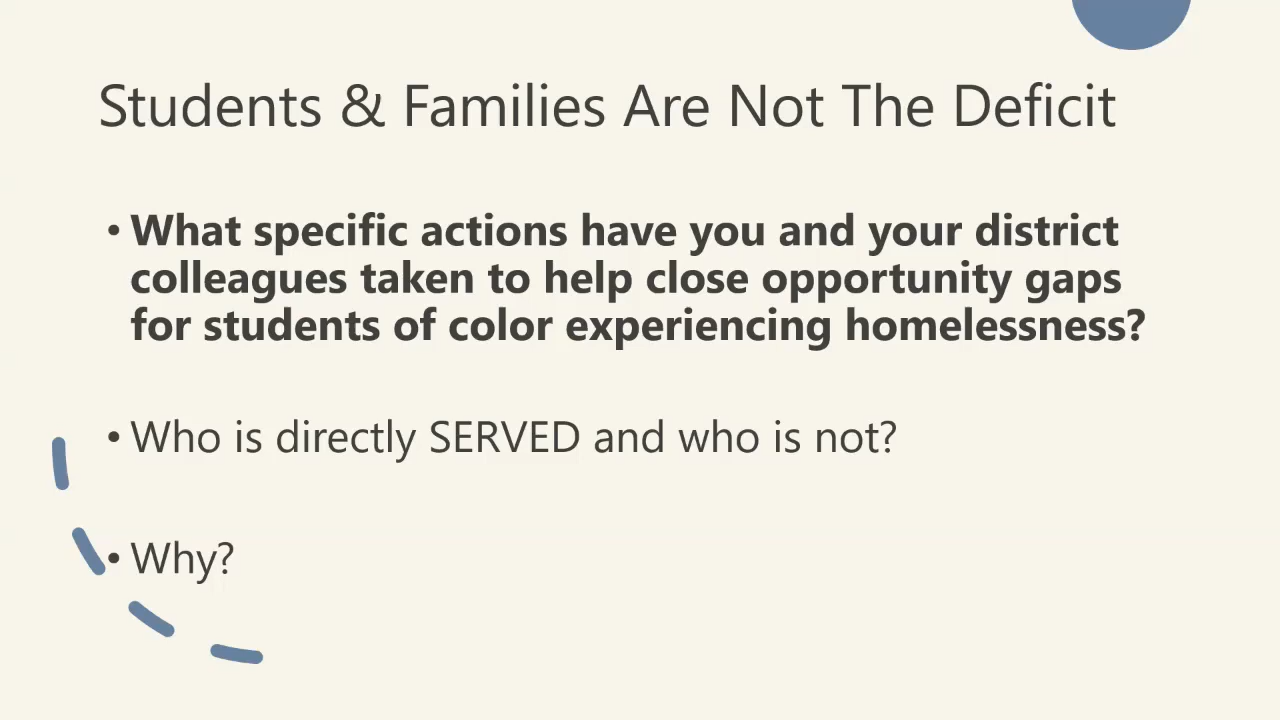 Students & Families Are Not The Deficit
• What specific actions have you and your district
colleagues taken to help close opportunity gaps
for students of color experiencing homelessness?
• Who is directly SERVED and who is not?
• Why?